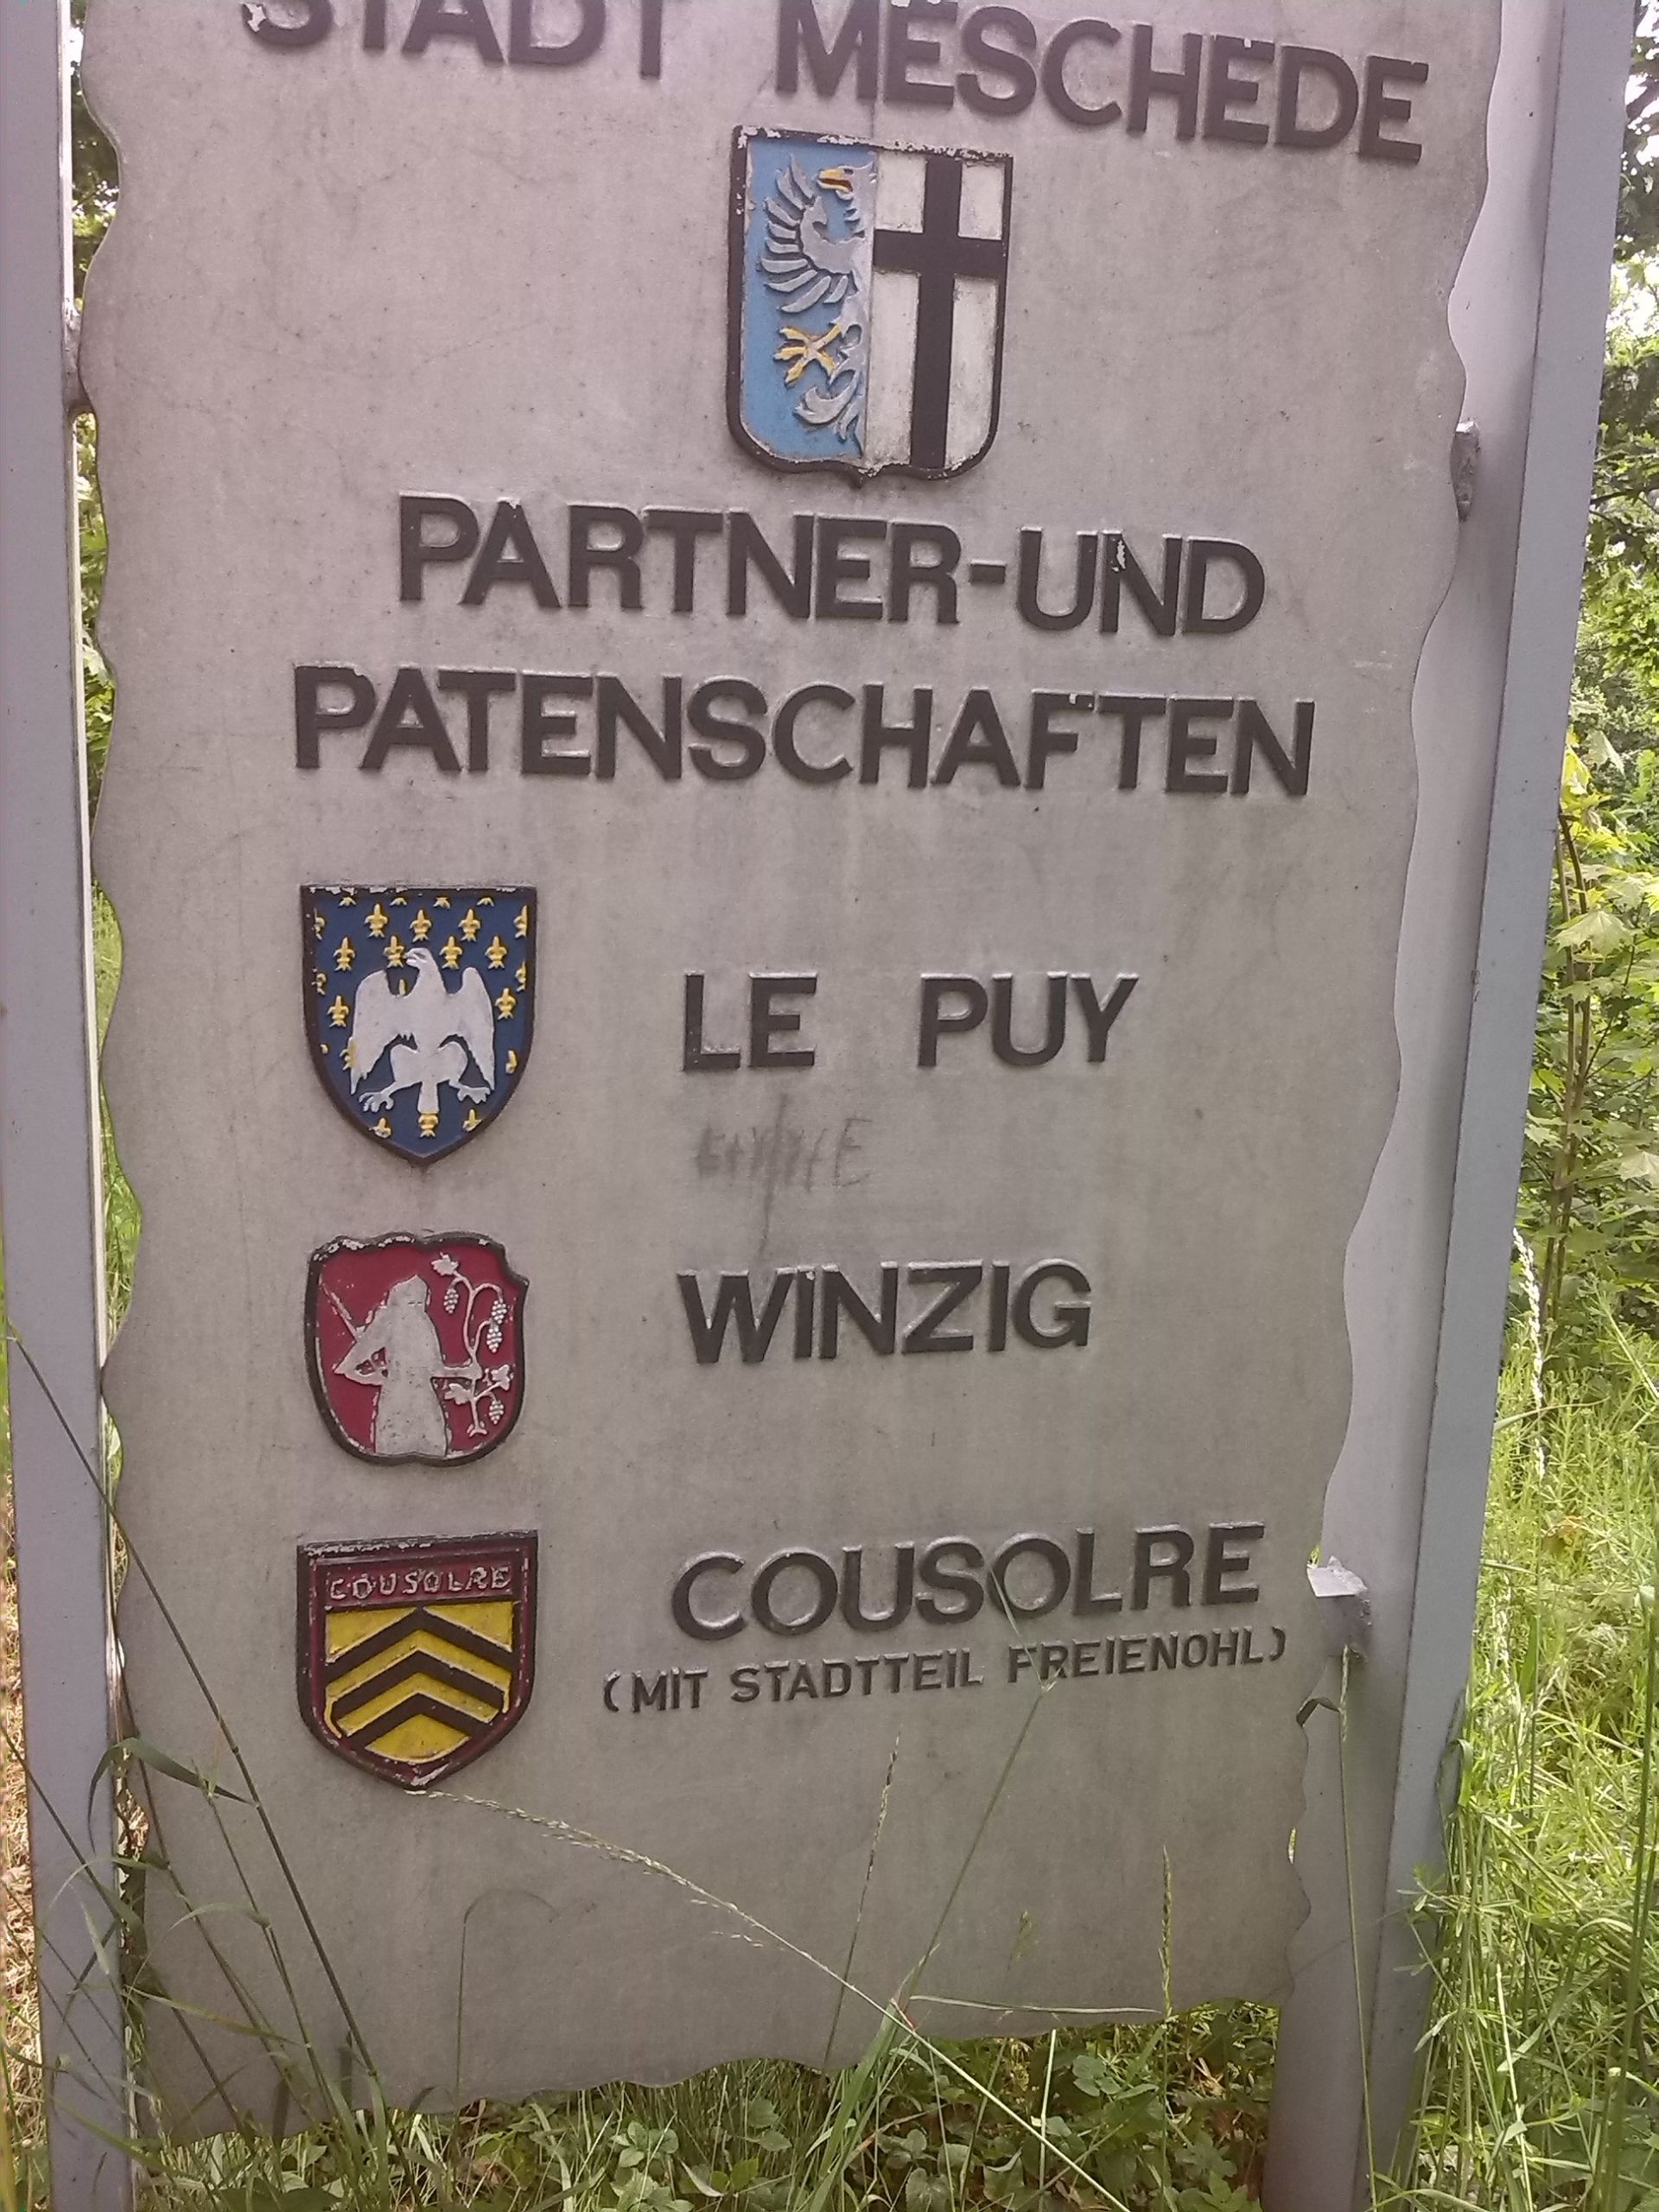 STADT MESCHEDE
PARTNER-UND
PATENSCHAFTEN
LE PUY
WINZIG
COUSOLRE
COUSOLRE
(MIT STADTTEIL FREIENOHL)